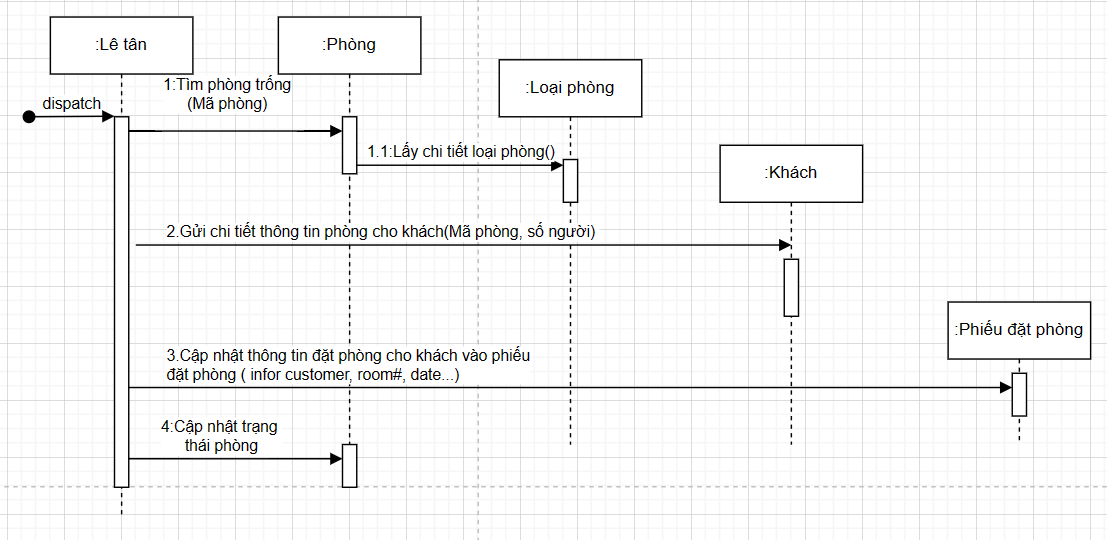 :Lê tân
:Phòng
:Loại phòng
:Khách
:Phiếu đặt phòng
dispatch
1:Tìm phòng trống
(Mã phòng)
1.1:Lấy chi tiết loại phòng()
2.Gửi chi tiết thông tin phòng cho khách(Mã phòng, số người)
3.Cập nhật thông tin đặt phòng cho khách vào phiếu
đặt phòng ( infor customer, room#, date...)
4:Cập nhật trạng
thái phòng